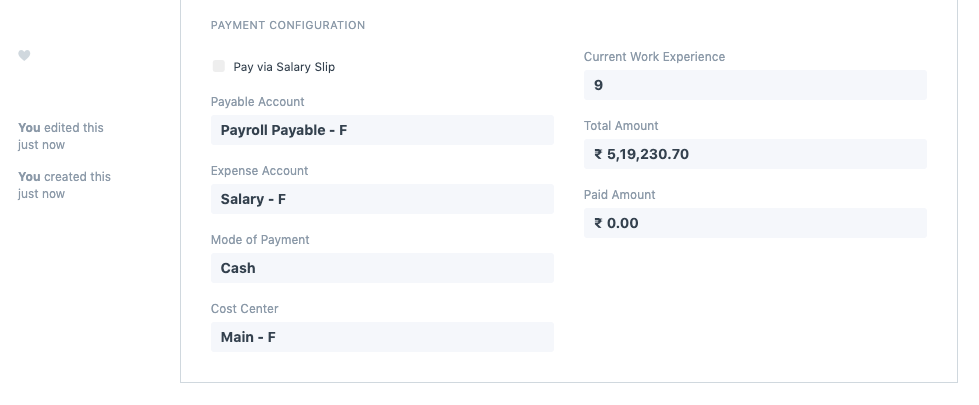 PAYMENT CONFIGURATION
Pay via Salary Slip
Payable Account
Payroll Payable - F
Expense Account
Salary - F
Mode of Payment
Cash
Cost Center
Main - F
Current Work Experience
9
Total Amount
₹ 5,19,230.70
Paid Amount
₹ 0.00
You edited this
just now
You created this
just now